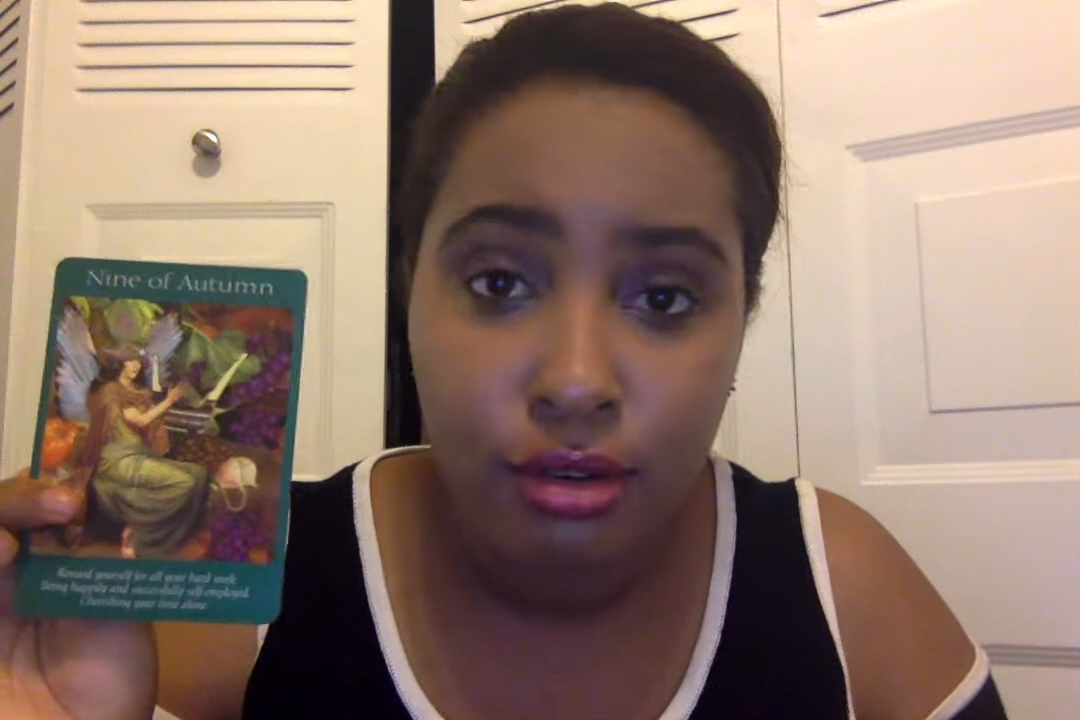 Nine of Autumn
Reward yourself for all your hard work.
Being happily and successfully self-employed.
Cherishing your time alone